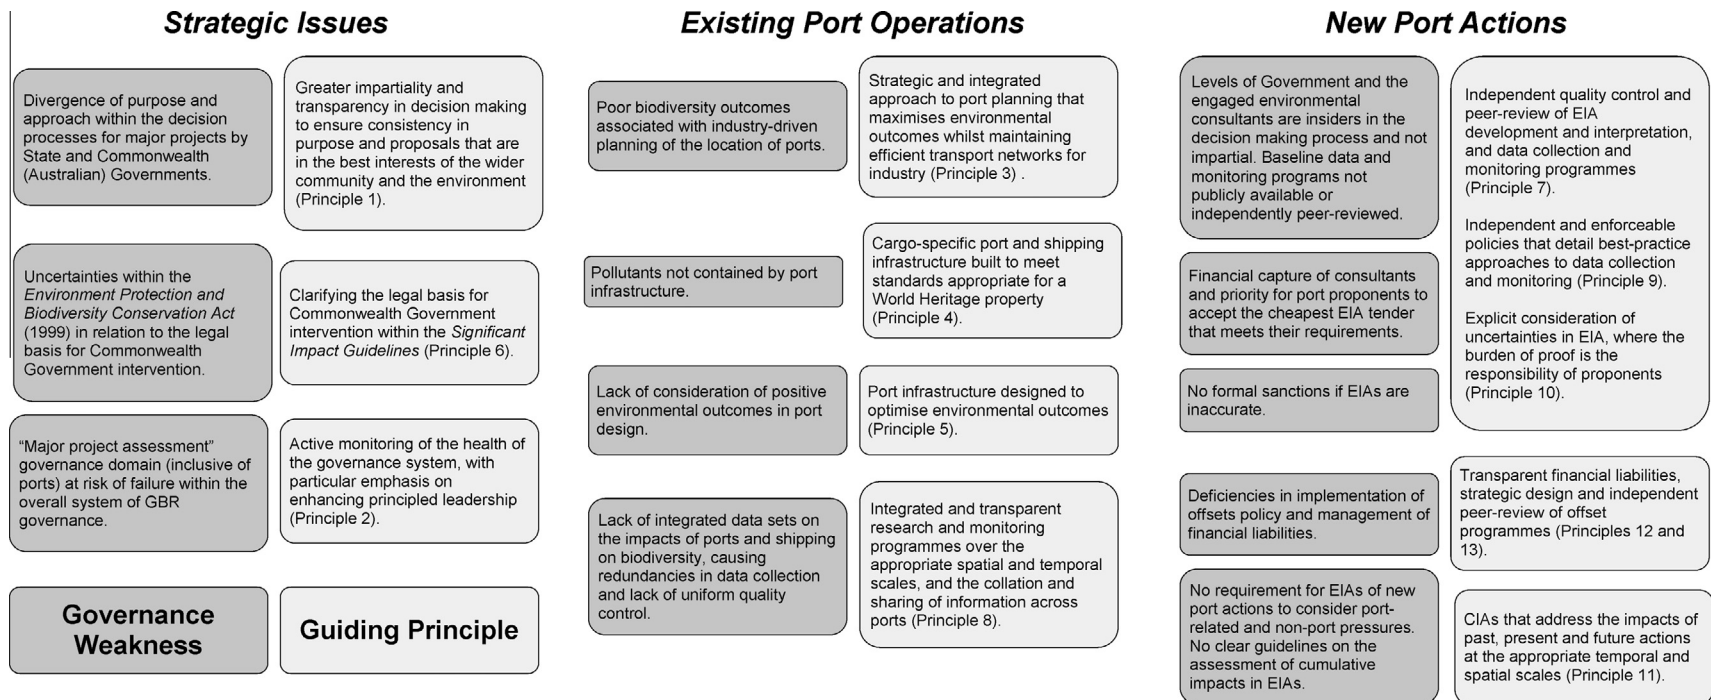 Strategic Issues
Divergence of purpose and
approach within the decision
processes for major projects by
State and Commonwealth
(Australian) Governments.
Greater impartiality and
transparency in decision making
to ensure consistency in
purpose and proposals that are
in the best interests of the wider
community and the environment
(Principle 1).
Uncertainties within the
Environment Protection and
Biodiversity Conservation Act
(1999) in relation to the legal
basis for Commonwealth
Government intervention.
Clarifying the legal basis for
Commonwealth Government
intervention within the Significant
Impact Guidelines (Principle 6).
“Major project assessment”
governance domain (inclusive of
ports) at risk of failure within the
overall system of GBR
governance.
Active monitoring of the health of
the governance system, with
particular emphasis on
enhancing principled leadership
(Principle 2).
Governance
Weakness
Guiding Principle
Existing Port Operations
Poor biodiversity outcomes
associated with industry-driven
planning of the location of ports.
Strategic and integrated
approach to port planning that
maximises environmental
outcomes whilst maintaining
efficient transport networks for
industry (Principle 3) .
Pollutants not contained by port
infrastructure.
Cargo-specific port and shipping
infrastructure built to meet
standards appropriate for a
World Heritage property
(Principle 4).
Lack of consideration of positive
environmental outcomes in port
design.
Port infrastructure designed to
optimise environmental outcomes
(Principle 5).
Lack of integrated data sets on
the impacts of ports and shipping
on biodiversity, causing
redundancies in data collection
and lack of uniform quality
control.
Integrated and transparent
research and monitoring
programmes over the
appropriate spatial and temporal
scales, and the collation and
sharing of information across
ports (Principle 8).
New Port Actions
Levels of Government and the
engaged environmental
consultants are insiders in the
decision making process and not
impartial. Baseline data and
monitoring programs not
publicly available or
independently peer-reviewed.
Financial capture of consultants
and priority for port proponents to
accept the cheapest EIA tender
that meets their requirements.
No formal sanctions if EIAs are
inaccurate.
Independent quality control and
peer-review of EIA
development and interpretation,
and data collection and
monitoring programmes
(Principle 7).
Independent and enforceable
policies that detail best-practice
approaches to data collection
and monitoring (Principle 9).
Explicit consideration of
uncertainties in EIA, where the
burden of proof is the
responsibility of proponents
(Principle 10).
Deficiencies in implementation of
offsets policy and management of
financial liabilities.
Transparent financial liabilities,
strategic design and independent
peer-review of offset
programmes (Principles 12 and
13).
No requirement for EIAs of new
port actions to consider port-
related and non-port pressures.
No clear guidelines on the
assessment of cumulative
impacts in EIAs.
CIAs that address the impacts of
past, present and future actions
at the appropriate temporal and
spatial scales (Principle 11).